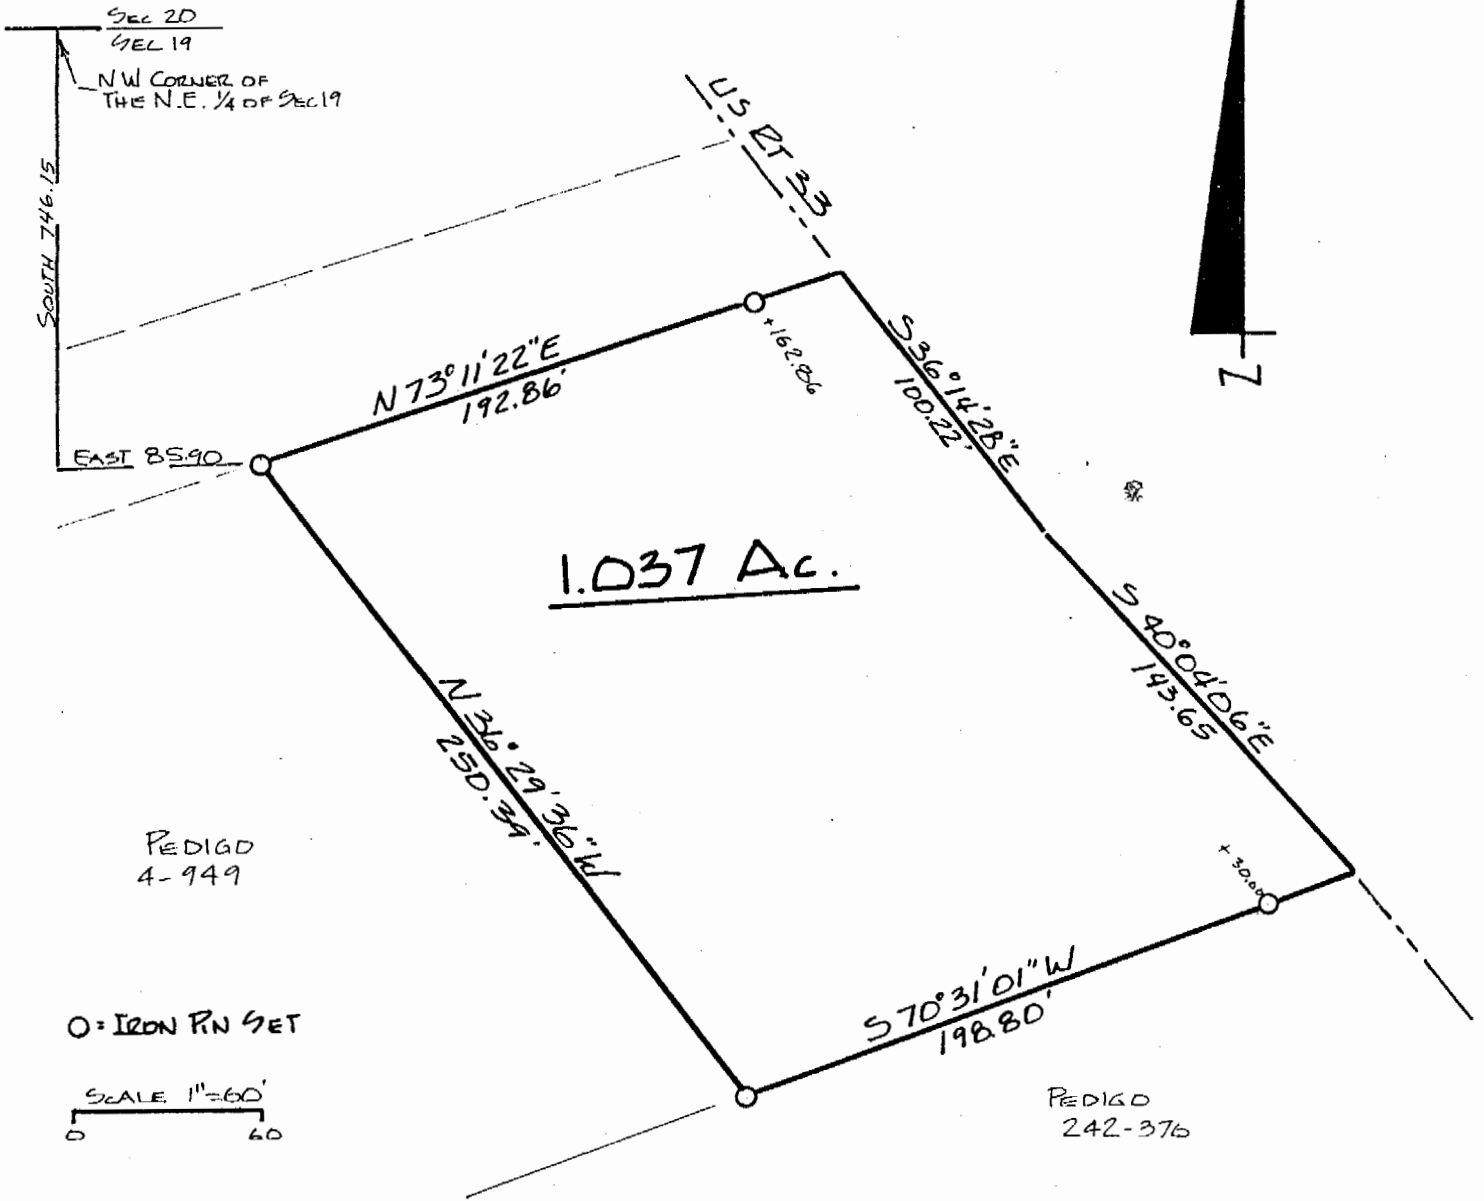 SEC 20
SEC 19
NW CORNER OF
THE N.E. 1/4 OF SEC 19
SOUTH 746.15
EAST 85.90
US RT 33
N 73°11'22"E
192.86'
+162.86
S 36°14'28"E
100.22'
N
1.037 Ac.
S 40°04'06"E
143.65
N 36°29'36"W
250.39'
+30.00
S 70°31'01"W
198.80'
PEDIGO
4-949
O = IRON PIN SET
SCALE 1"=60'
0 60
PEDIGO
242-376